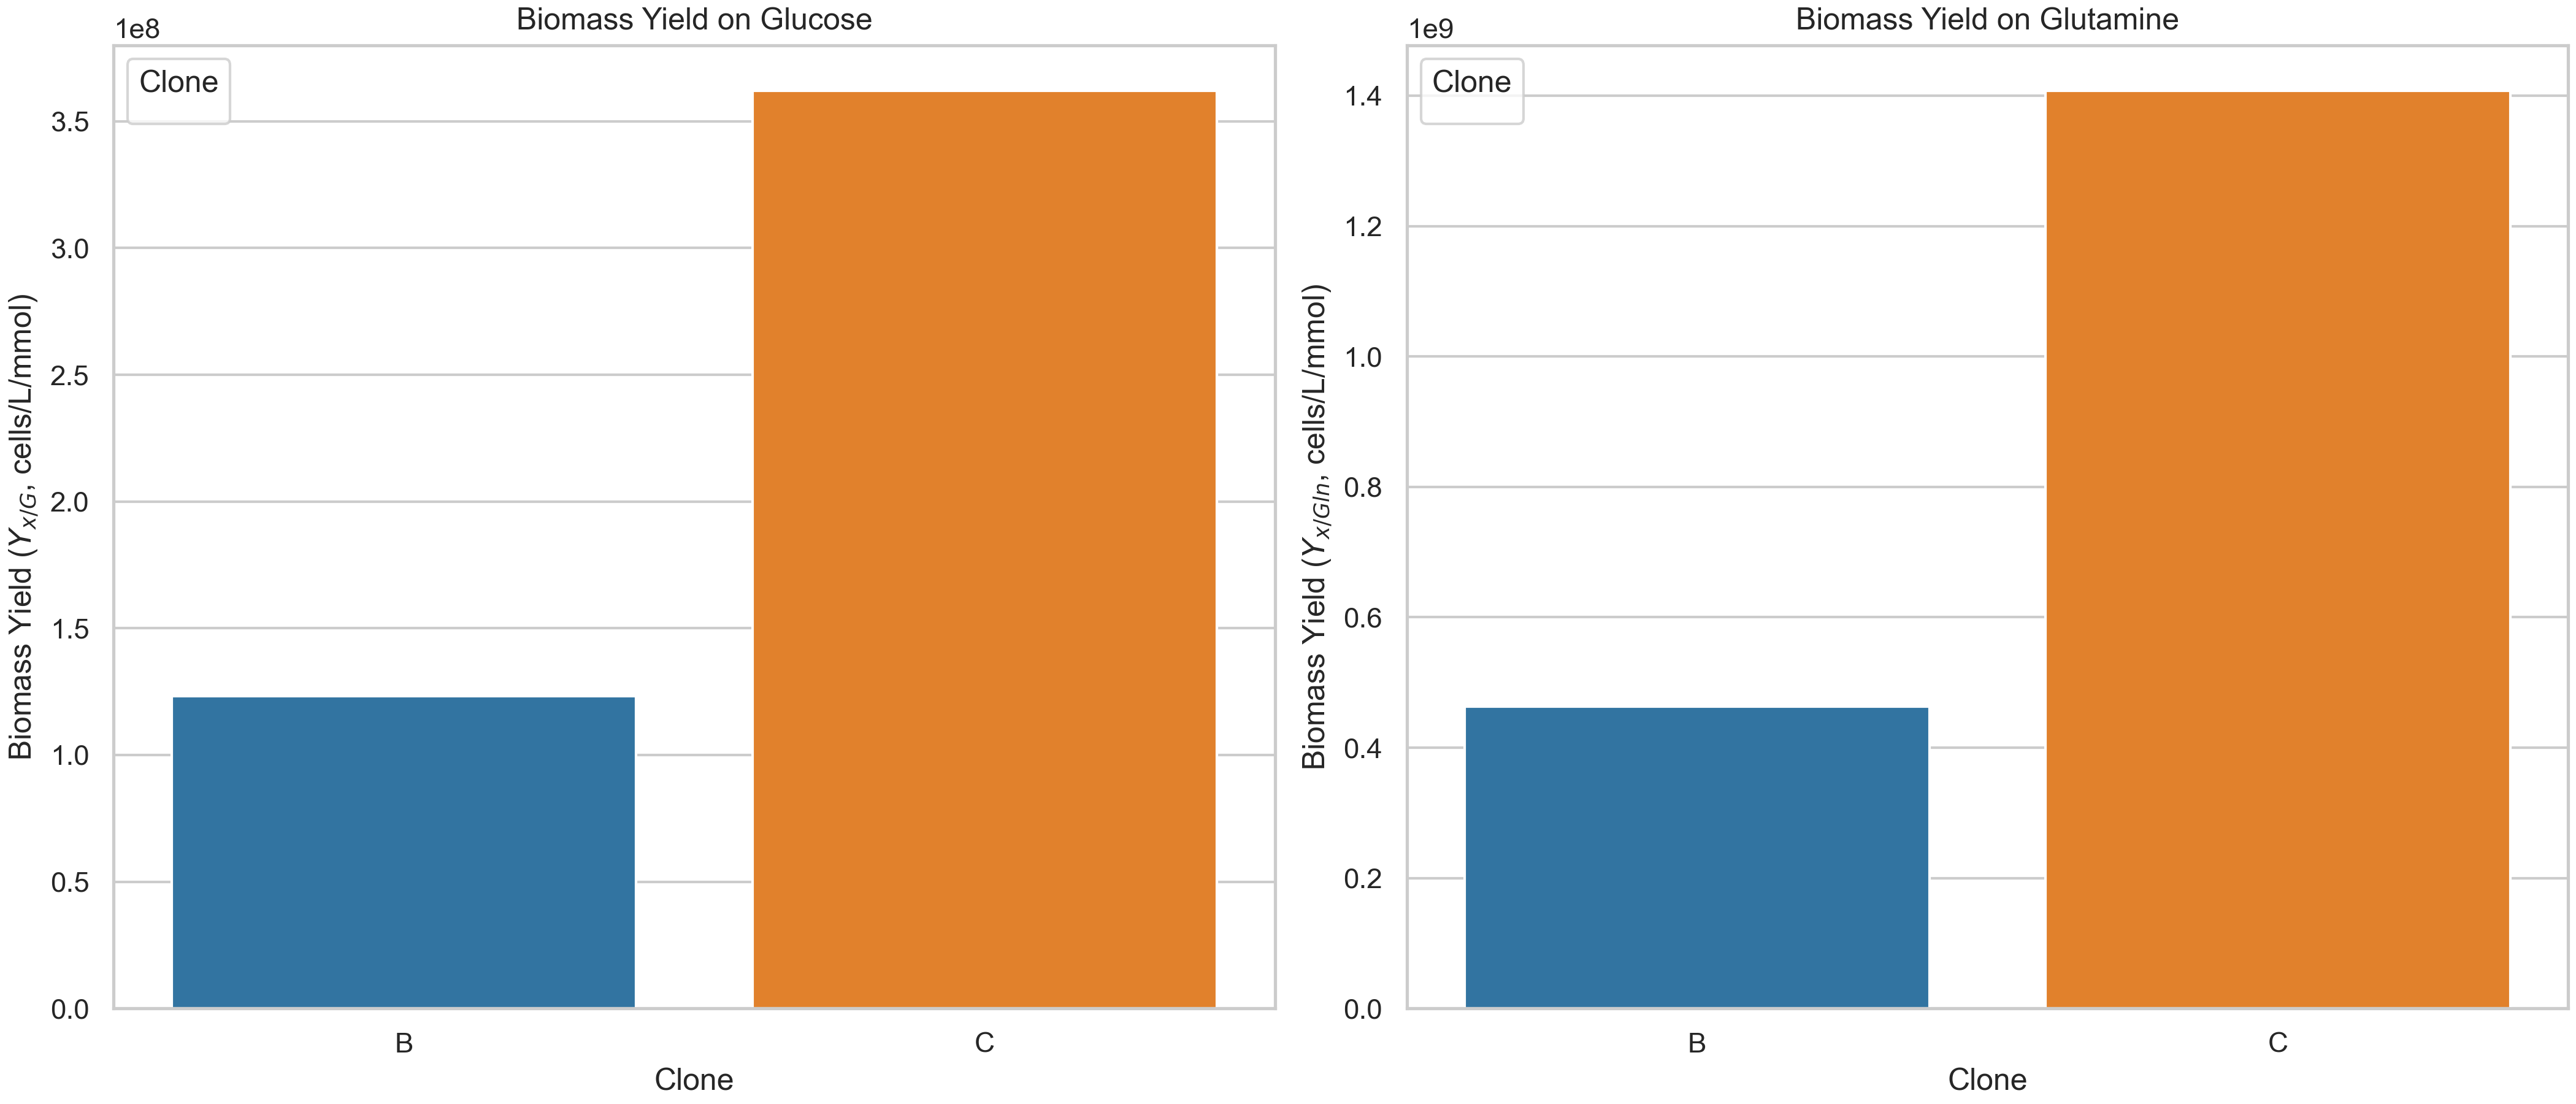 Biomass Yield on Glucose
1e8
Clone
3.5
3.0
2.5
2.0
1.5
1.0
0.5
0.0
Biomass Yield (Y_{x/G}, cells/L/mmol)
B
C
Clone
Biomass Yield on Glutamine
1e9
Clone
1.4
1.2
1.0
0.8
0.6
0.4
0.2
0.0
Biomass Yield (Y_{x/Gln}, cells/L/mmol)
B
C
Clone